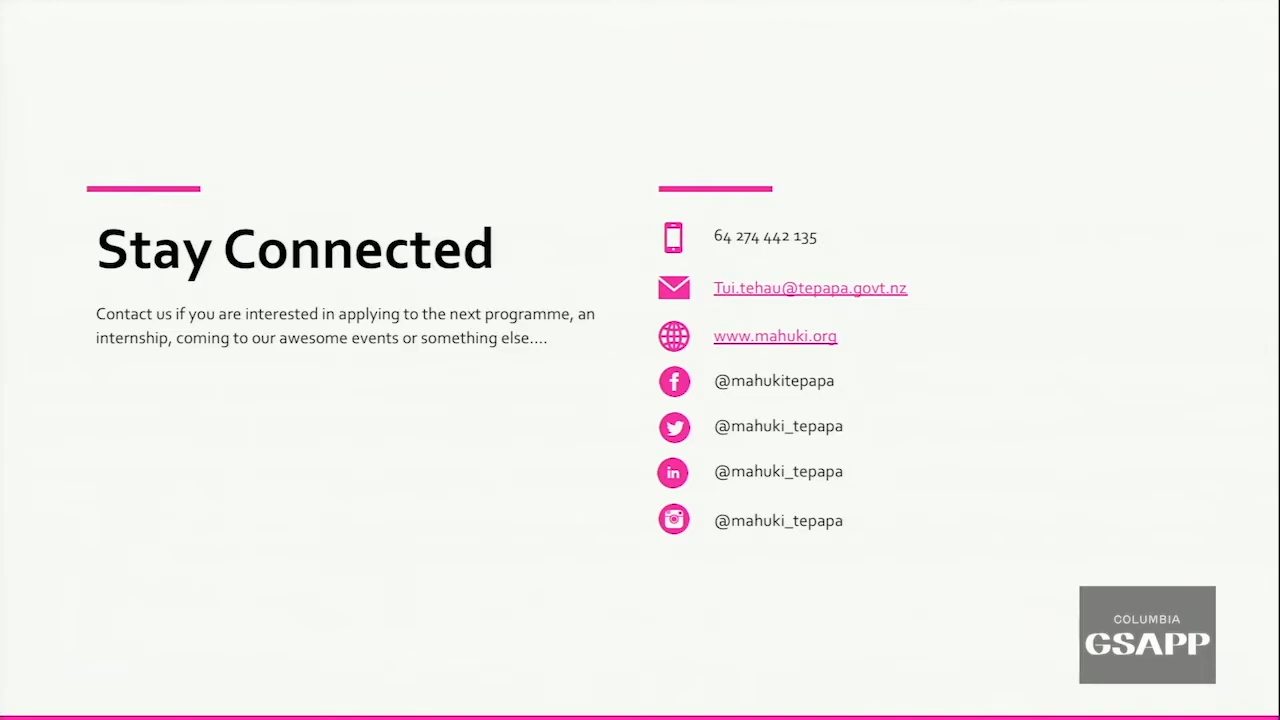 Stay Connected
Contact us if you are interested in applying to the next programme, an
internship, coming to our awesome events or something else....
64 274 442 135
Tui.tehau@tepapa.govt.nz
www.mahuki.org
@mahukitepapa
@mahuki_tepapa
in
@mahuki_tepapa
@mahuki_tepapa
COLUMBIA
GSAPP